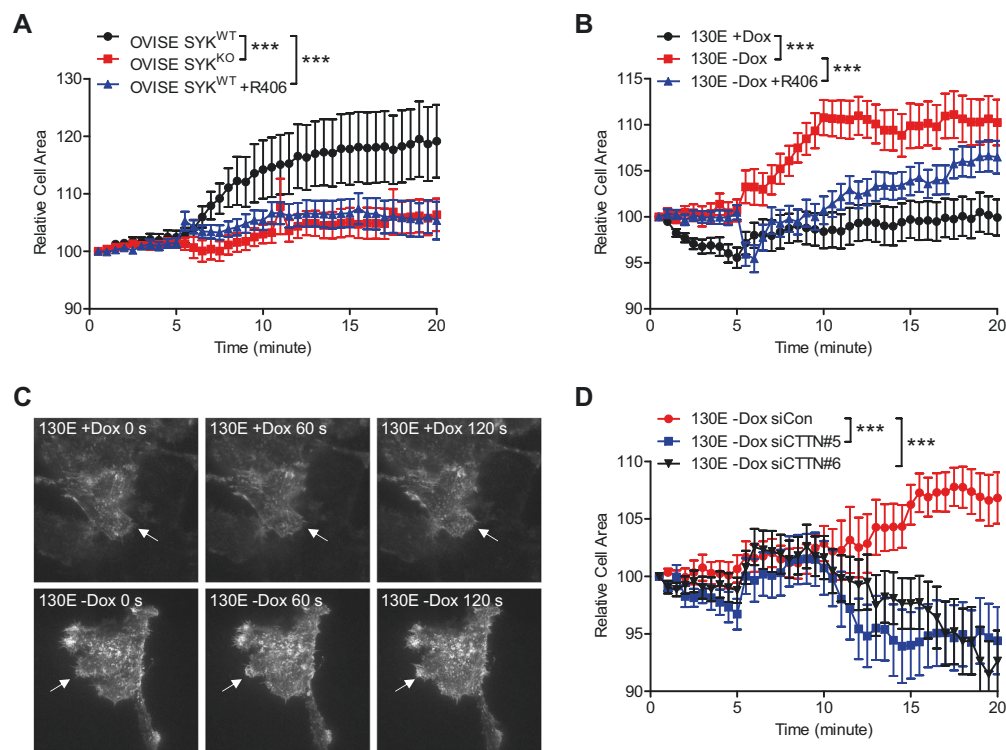 A
OVISE SYK^WT
OVISE SYK^KO
OVISE SYK^WT +R406
***
***
Relative Cell Area
130
120
110
100
90
0 5 10 15 20
Time (minute)
B
130E +Dox
130E -Dox
130E -Dox +R406
***
***
Relative Cell Area
115
110
105
100
95
90
0 5 10 15 20
Time (minute)
C
130E +Dox 0 s
130E +Dox 60 s
130E +Dox 120 s
130E -Dox 0 s
130E -Dox 60 s
130E -Dox 120 s
D
130E -Dox siCon
130E -Dox siCTTN#5
130E -Dox siCTTN#6
***
***
Relative Cell Area
110
105
100
95
90
0 5 10 15 20
Time (minute)